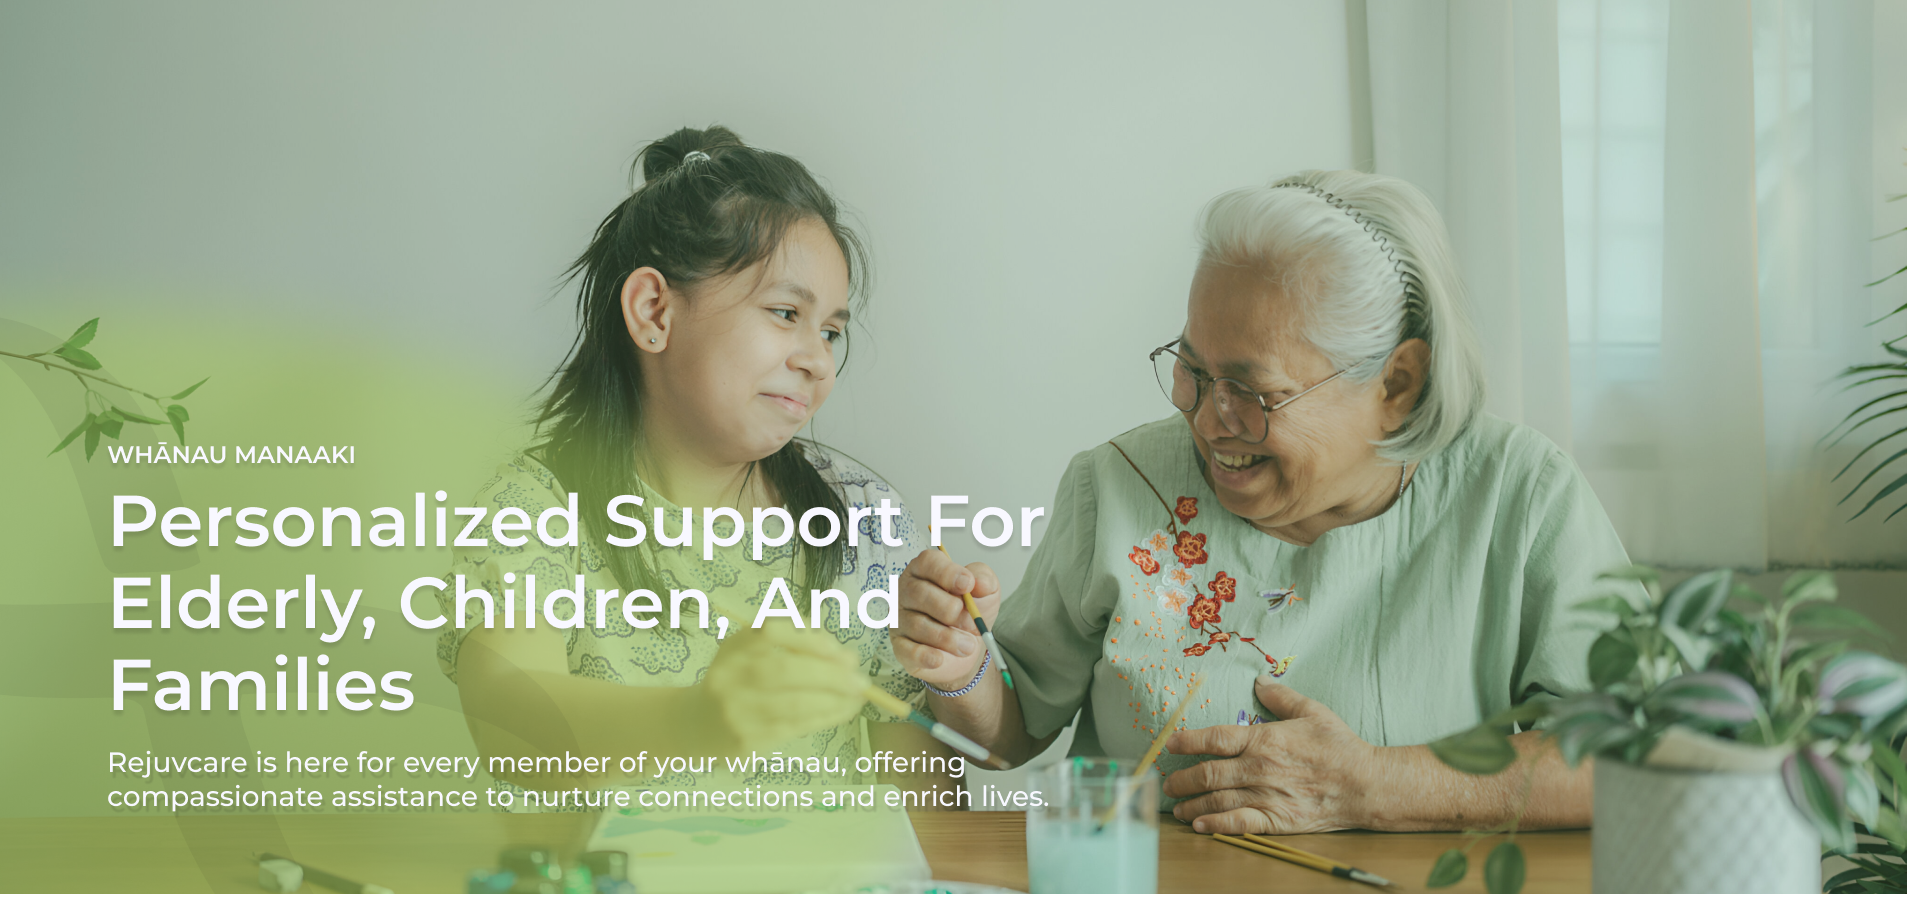 WHĀNAU MANAAKI
Personalized Support For
Elderly, Children, And
Families
Rejuvcare is here for every member of your whānau, offering
compassionate assistance to nurture connections and enrich lives.